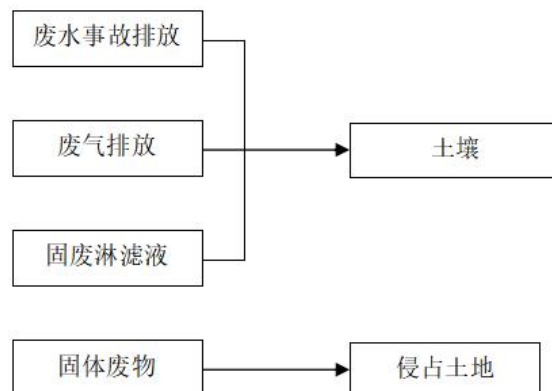 废水事故排放
废气排放
土壤
固废淋滤液
固体废物
侵占土地